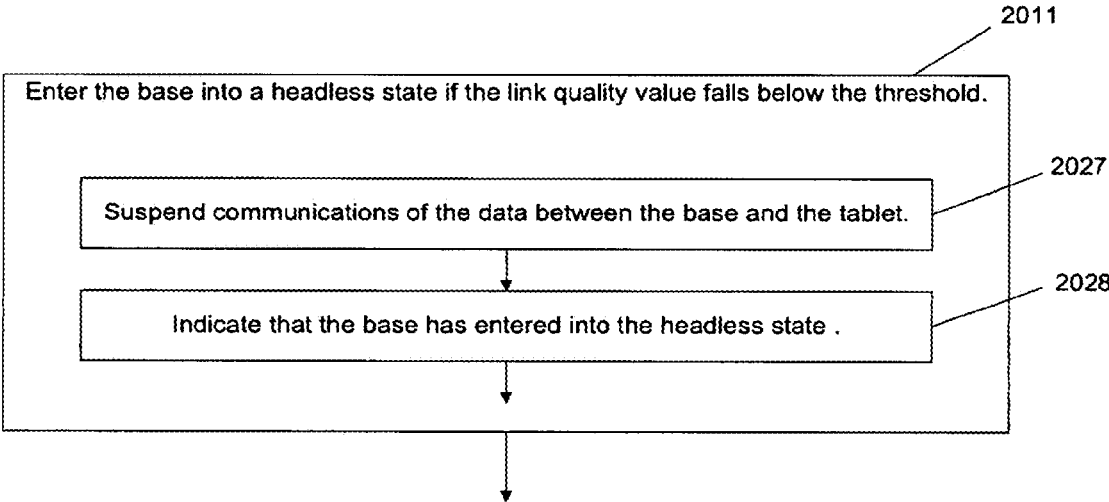 2011
Enter the base into a headless state if the link quality value falls below the threshold.
2027
Suspend communications of the data between the base and the tablet.
2028
Indicate that the base has entered into the headless state .